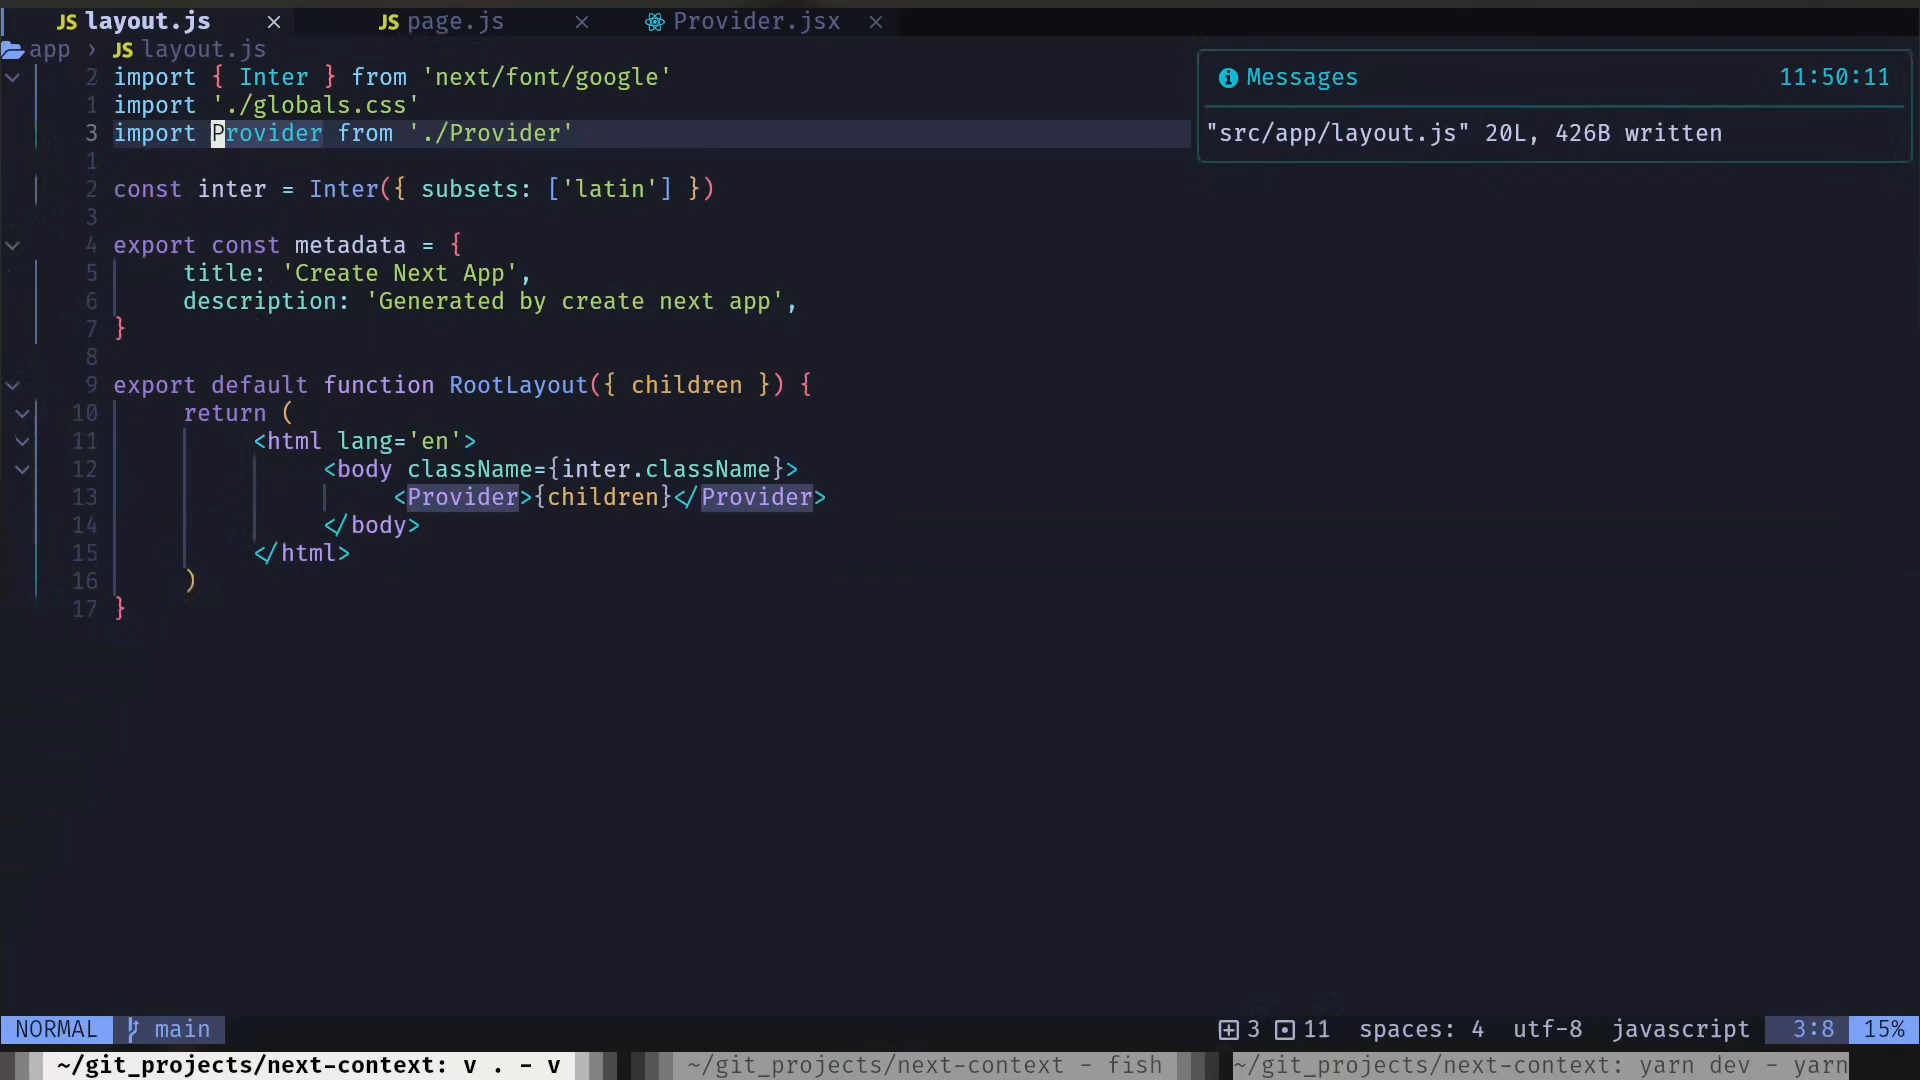 JS layout.js × JS page.js × Provider.jsx ×
app › JS layout.js
2 import { Inter } from 'next/font/google'
1 import './globals.css'
3 import Provider from './Provider'
1
2 const inter = Inter({ subsets: ['latin'] })
3
4 export const metadata = {
5 title: 'Create Next App',
6 description: 'Generated by create next app',
7 }
8
9 export default function RootLayout({ children }) {
10 return (
11 <html lang='en'>
12 <body className={inter.className}>
13 <Provider>{children}</Provider>
14 </body>
15 </html>
16 )
17 }
Messages 11:50:11
"src/app/layout.js" 20L, 426B written
NORMAL main 3 11 spaces: 4 utf-8 javascript 3:8 15%
~/git_projects/next-context: v . - v ~/git_projects/next-context - fish ~/git_projects/next-context: yarn dev - yarn